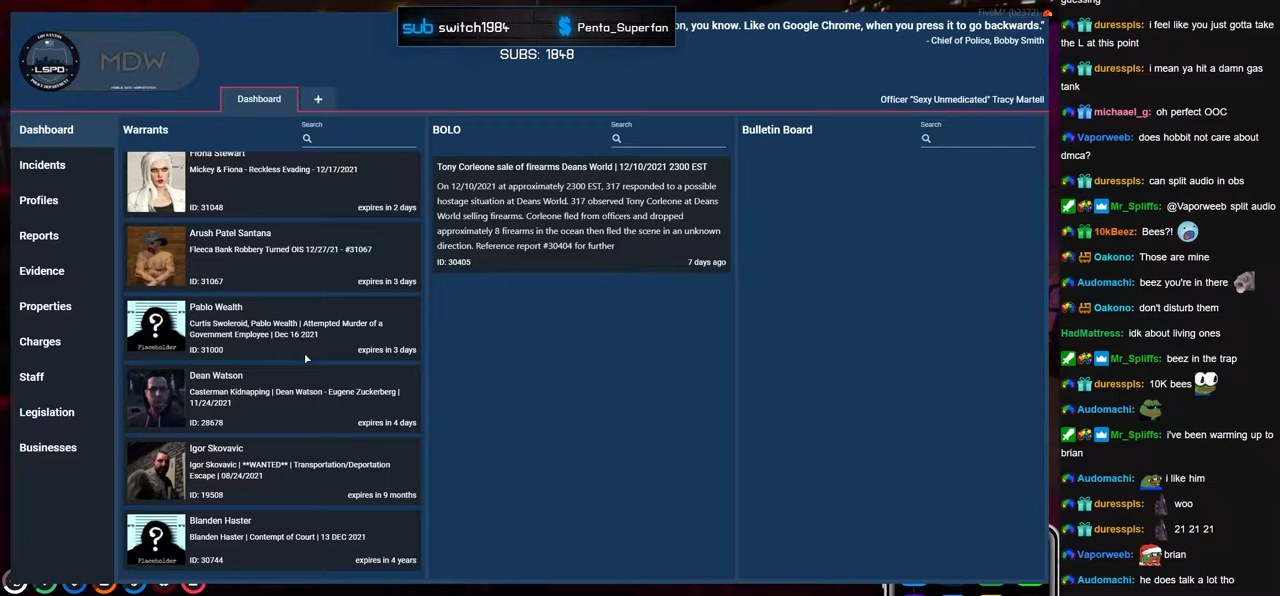 FiveM* (b2372)
sub switch1984 $ Penta_Superfan
on, you know. Like on Google Chrome, when you press it to go backwards."
- Chief of Police, Bobby Smith
SUBS: 1848
LOS SANTOS
LSPD
POLICE DEPARTMENT
MDW
MOBILE DATA WORKSTATION
Dashboard
+
Officer "Sexy Unmedicated" Tracy Martell
Dashboard
Incidents
Profiles
Reports
Evidence
Properties
Charges
Staff
Legislation
Businesses
Warrants
Search
Fiona Stewart
Mickey & Fiona - Reckless Evading - 12/17/2021
ID: 31048
expires in 2 days
Arush Patel Santana
Fleeca Bank Robbery Turned OIS 12/27/21 - #31067
ID: 31067
expires in 3 days
Pablo Wealth
Curtis Swoleroid, Pablo Wealth | Attempted Murder of a
Government Employee | Dec 16 2021
Placeholder
ID: 31000
expires in 3 days
Dean Watson
Casterman Kidnapping | Dean Watson - Eugene Zuckerberg |
11/24/2021
ID: 28678
expires in 4 days
Igor Skovavic
Igor Skovavic | **WANTED** | Transportation/Deportation
Escape | 08/24/2021
ID: 19508
expires in 9 months
Blanden Haster
Blanden Haster | Contempt of Court | 13 DEC 2021
Placeholder
ID: 30744
expires in 4 years
BOLO
Search
Tony Corleone sale of firearms Deans World | 12/10/2021 2300 EST
On 12/10/2021 at approximately 2300 EST, 317 responded to a possible
hostage situation at Deans World. 317 observed Tony Corleone at Deans
World selling firearms. Corleone fled from officers and dropped
approximately 8 firearms in the ocean then fled the scene in an unknown
direction. Reference report #30404 for further
ID: 30405
7 days ago
Bulletin Board
Search
guessing
duresspls: i feel like you just gotta take
the L at this point
duresspls: i mean ya hit a damn gas
tank
michaael_g: oh perfect OOC
Vaporweeb: does hobbit not care about
dmca?
duresspls: can split audio in obs
Mr_Spliffs: @Vaporweeb split audio
10kBeez: Bees?!
Oakono: Those are mine
Audomachi: beez you're in there
Oakono: don't disturb them
HadMattress: idk about living ones
Mr_Spliffs: beez in the trap
duresspls: 10K bees
Audomachi:
Mr_Spliffs: i've been warming up to
brian
Audomachi: i like him
duresspls: woo
duresspls: 21 21 21
Vaporweeb: brian
Audomachi: he does talk a lot tho